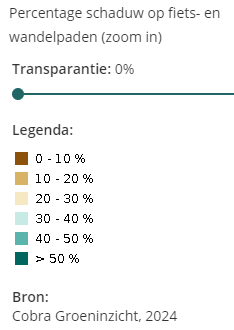 Percentage schaduw op fiets- en
wandelpaden (zoom in)
Transparantie: 0%
Legenda:
0 - 10 %
10 - 20 %
20 - 30 %
30 - 40 %
40 - 50 %
> 50 %
Bron:
Cobra Groeninzicht, 2024